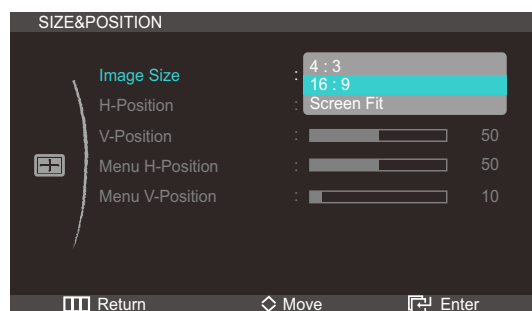 SIZE&POSITION
Image Size : 4 : 3
16 : 9
H-Position : Screen Fit
V-Position : 50
Menu H-Position : 50
Menu V-Position : 10
Return Move Enter